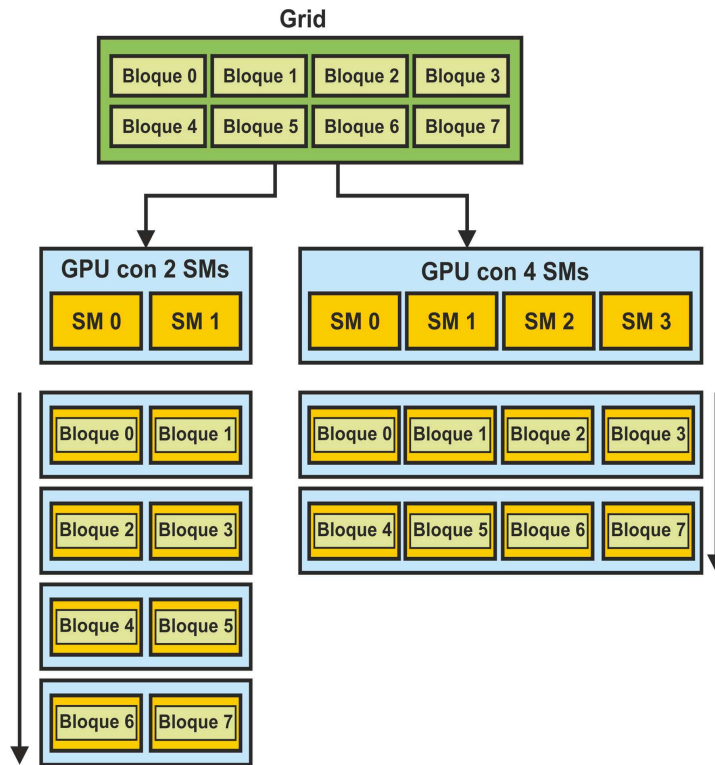 Grid
Bloque 0 Bloque 1 Bloque 2 Bloque 3
Bloque 4 Bloque 5 Bloque 6 Bloque 7
GPU con 2 SMs
SM 0 SM 1
Bloque 0 Bloque 1
Bloque 2 Bloque 3
Bloque 4 Bloque 5
Bloque 6 Bloque 7
GPU con 4 SMs
SM 0 SM 1 SM 2 SM 3
Bloque 0 Bloque 1 Bloque 2 Bloque 3
Bloque 4 Bloque 5 Bloque 6 Bloque 7